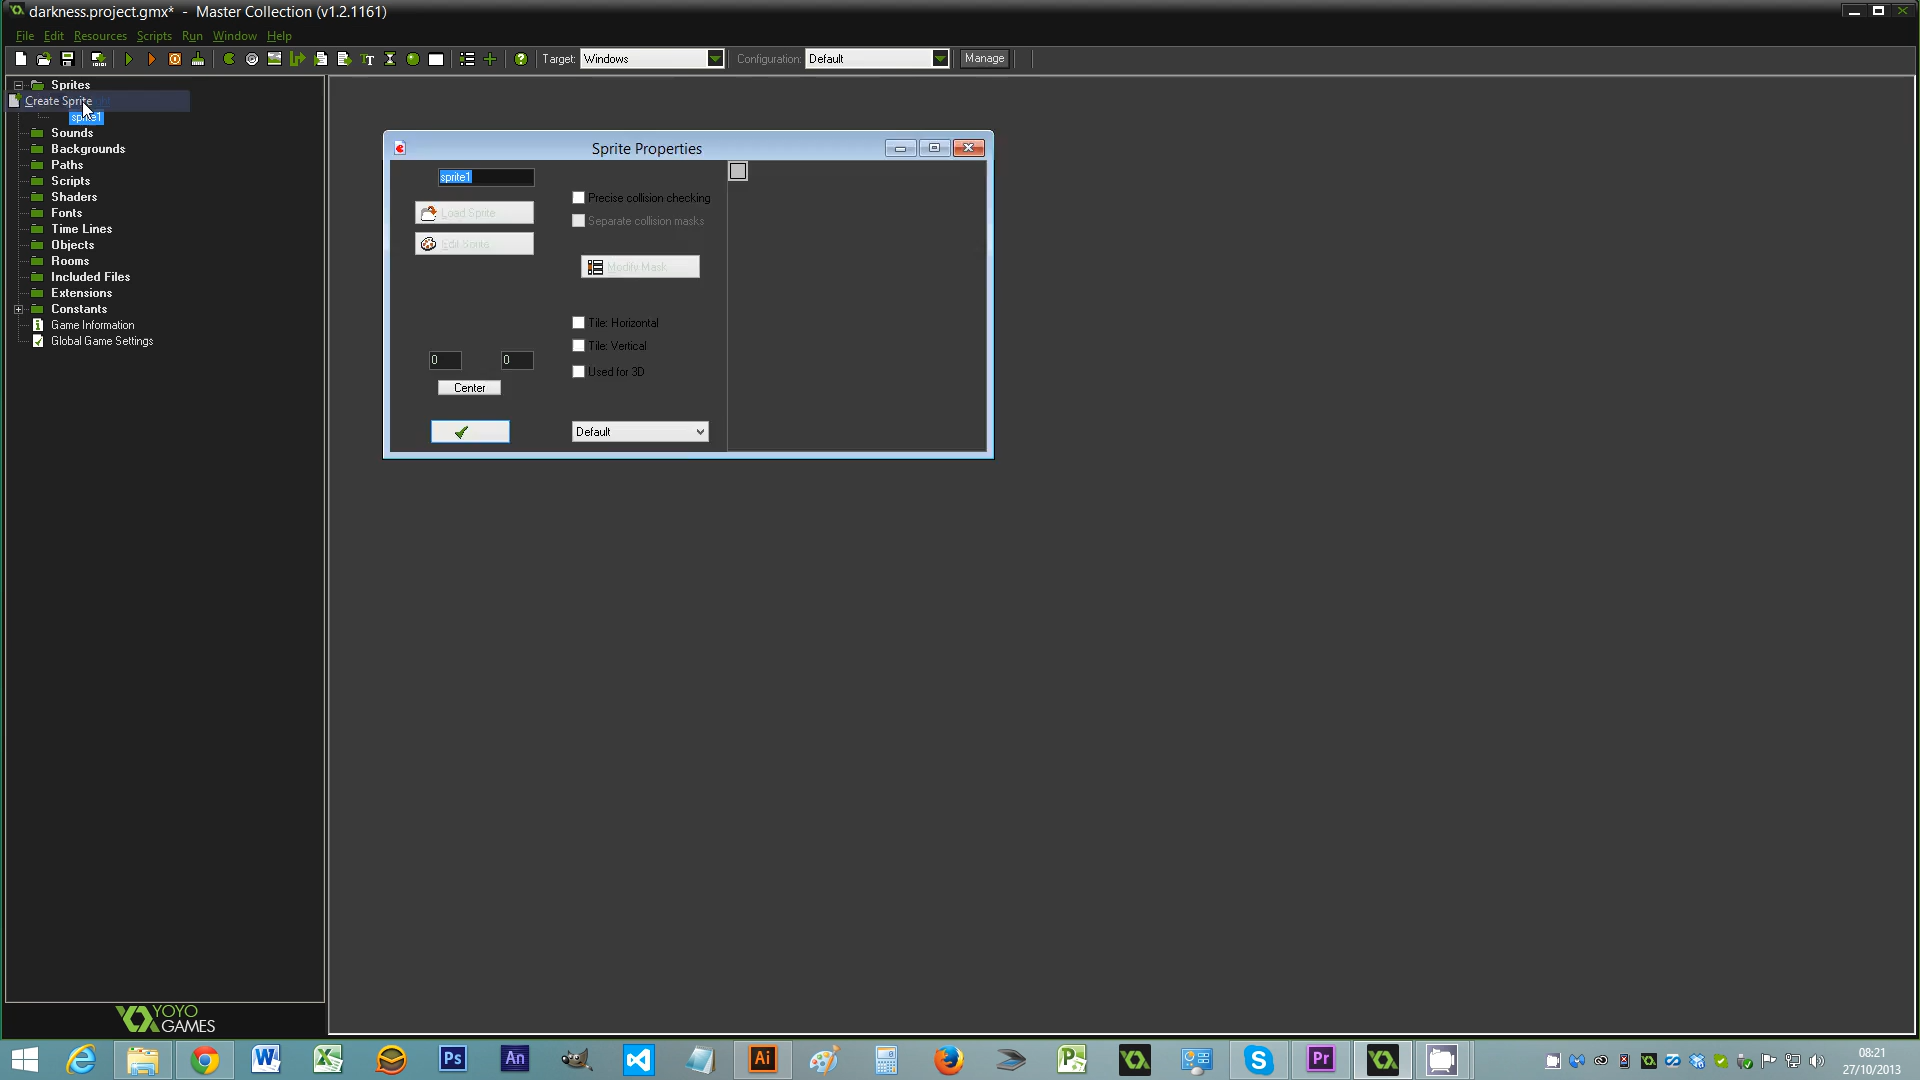 darkness.project.gmx* - Master Collection (v1.2.1161)
File Edit Resources Scripts Run Window Help
Target: Windows Configuration: Default Manage
Sprites
Create Sprite
sprite1
Sounds
Backgrounds
Paths
Scripts
Shaders
Fonts
Time Lines
Objects
Rooms
Included Files
Extensions
Constants
Game Information
Global Game Settings
Sprite Properties
sprite1
Load Sprite
Edit Sprite
Precise collision checking
Separate collision masks
Modify Mask
Tile: Horizontal
Tile: Vertical
Used for 3D
0 0
Center
Default
YOYO
GAMES
Ps
An
Ai
Pr
08:21
27/10/2013